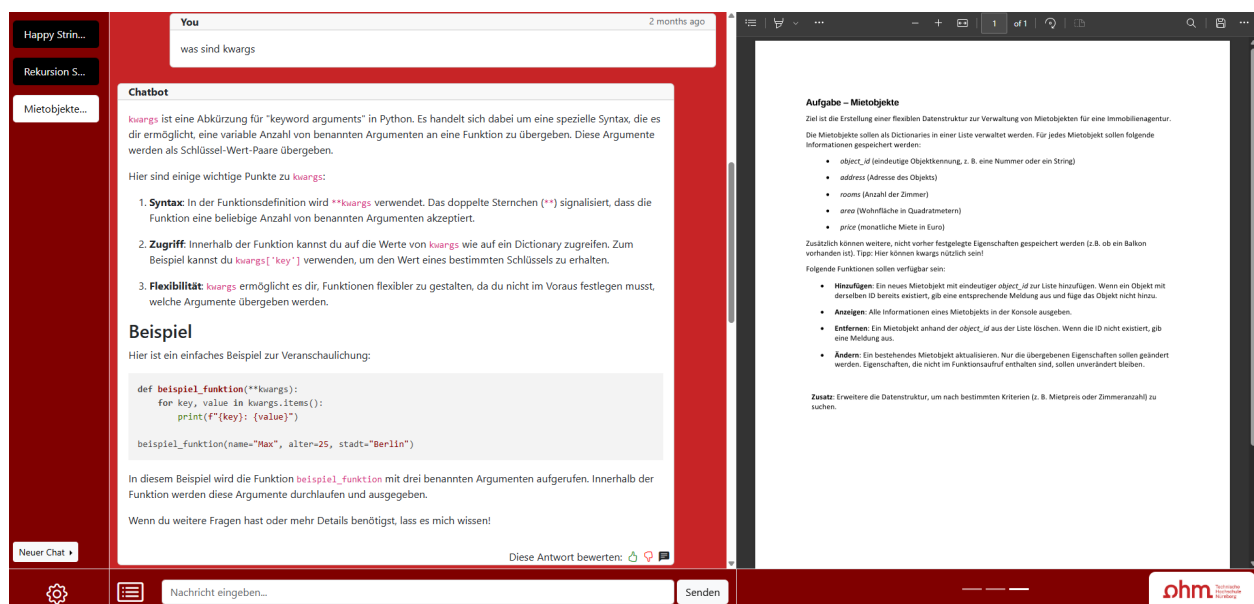 Happy Strin...
Rekursion S...
Mietobjekte...
Neuer Chat
You
2 months ago
was sind kwargs
Chatbot
kwargs ist eine Abkürzung für "keyword arguments" in Python. Es handelt sich dabei um eine spezielle Syntax, die es
dir ermöglicht, eine variable Anzahl von benannten Argumenten an eine Funktion zu übergeben. Diese Argumente
werden als Schlüssel-Wert-Paare übergeben.
Hier sind einige wichtige Punkte zu kwargs:
1. Syntax: In der Funktionsdefinition wird **kwargs verwendet. Das doppelte Sternchen (**) signalisiert, dass die
Funktion eine beliebige Anzahl von benannten Argumenten akzeptiert.
2. Zugriff: Innerhalb der Funktion kannst du auf die Werte von kwargs wie auf ein Dictionary zugreifen. Zum
Beispiel kannst du kwargs['key'] verwenden, um den Wert eines bestimmten Schlüssels zu erhalten.
3. Flexibilität: kwargs ermöglicht es dir, Funktionen flexibler zu gestalten, da du nicht im Voraus festlegen musst,
welche Argumente übergeben werden.
Beispiel
Hier ist ein einfaches Beispiel zur Veranschaulichung:
def beispiel_funktion(**kwargs):
    for key, value in kwargs.items():
        print(f"{key}: {value}")
beispiel_funktion(name="Max", alter=25, stadt="Berlin")
In diesem Beispiel wird die Funktion beispiel_funktion mit drei benannten Argumenten aufgerufen. Innerhalb der
Funktion werden diese Argumente durchlaufen und ausgegeben.
Wenn du weitere Fragen hast oder mehr Details benötigst, lass es mich wissen!
Diese Antwort bewerten:
Nachricht eingeben...
Senden
1 of 1
Aufgabe – Mietobjekte
Ziel ist die Erstellung einer flexiblen Datenstruktur zur Verwaltung von Mietobjekten für eine Immobilienagentur.
Die Mietobjekte sollen als Dictionaries in einer Liste verwaltet werden. Für jedes Mietobjekt sollen folgende
Informationen gespeichert werden:
• object_id (eindeutige Objektkennung, z. B. eine Nummer oder ein String)
• address (Adresse des Objekts)
• rooms (Anzahl der Zimmer)
• area (Wohnfläche in Quadratmetern)
• price (monatliche Miete in Euro)
Zusätzlich können weitere, nicht vorher festgelegte Eigenschaften gespeichert werden (z.B. ob ein Balkon
vorhanden ist). Tipp: Hier können kwargs nützlich sein!
Folgende Funktionen sollen verfügbar sein:
• Hinzufügen: Ein neues Mietobjekt mit eindeutiger object_id zur Liste hinzufügen. Wenn ein Objekt mit
derselben ID bereits existiert, gib eine entsprechende Meldung aus und füge das Objekt nicht hinzu.
• Anzeigen: Alle Informationen eines Mietobjekts in der Konsole ausgeben.
• Entfernen: Ein Mietobjekt anhand der object_id aus der Liste löschen. Wenn die ID nicht existiert, gib
eine Meldung aus.
• Ändern: Ein bestehendes Mietobjekt aktualisieren. Nur die übergebenen Eigenschaften sollen geändert
werden. Eigenschaften, die nicht im Funktionsaufruf enthalten sind, sollen unverändert bleiben.
Zusatz: Erweitere die Datenstruktur, um nach bestimmten Kriterien (z. B. Mietpreis oder Zimmeranzahl) zu
suchen.
ohm
Technische
Hochschule
Nürnberg